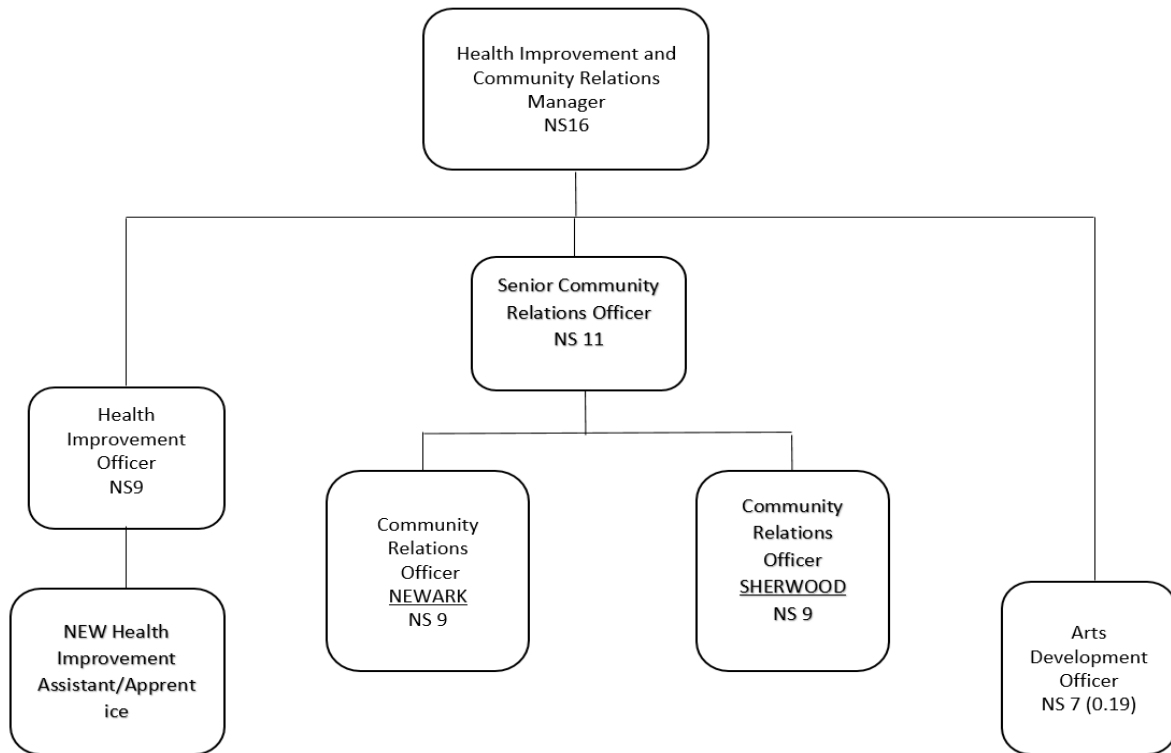 Health Improvement and
Community Relations
Manager
NS16
Senior Community
Relations Officer
NS 11
Health
Improvement
Officer
NS9
Community
Relations
Officer
NEWARK
NS 9
Community
Relations
Officer
SHERWOOD
NS 9
NEW Health
Improvement
Assistant/Apprent
ice
Arts
Development
Officer
NS 7 (0.19)